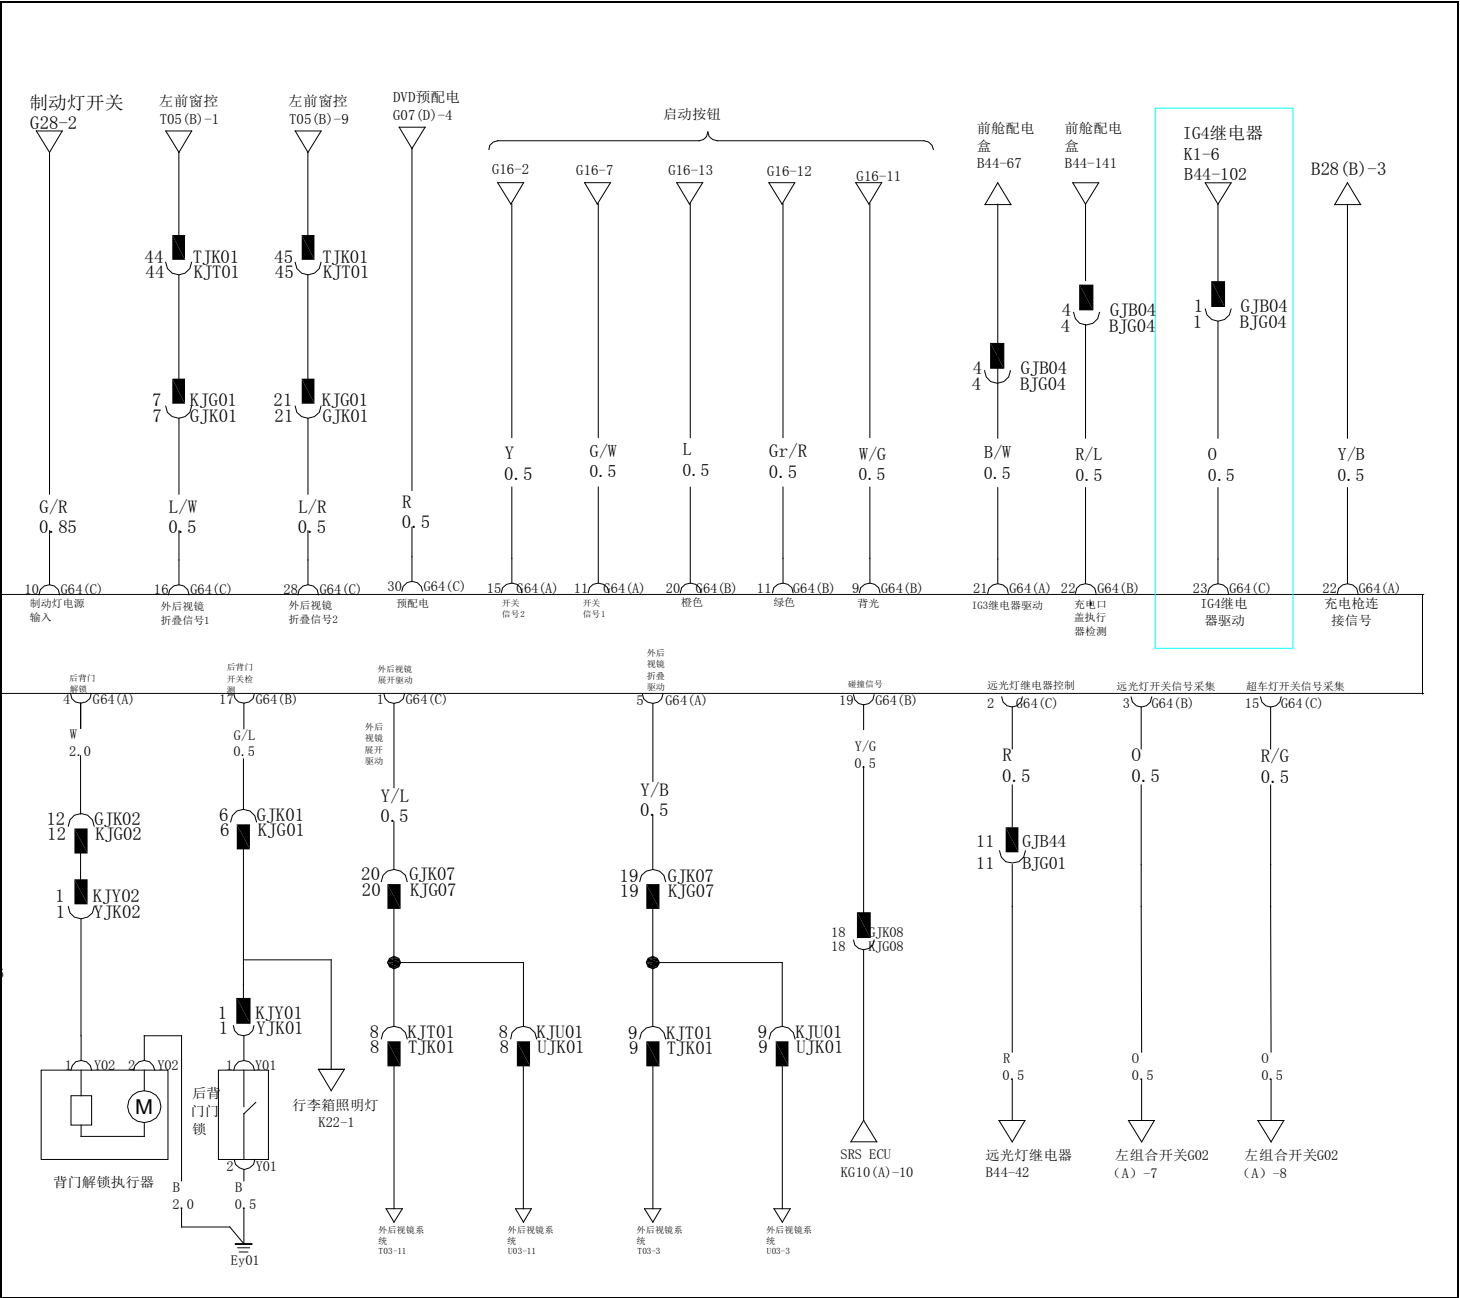 制动灯开关
G28-2
左前窗控
T05(B)-1
左前窗控
T05(B)-9
DVD预配电
G07(D)-4
启动按钮
G16-2
G16-7
G16-13
G16-12
G16-11
前舱配电
盒
B44-67
前舱配电
盒
B44-141
IG4继电器
K1-6
B44-102
B28(B)-3
44 TJK01
44 KJT01
45 TJK01
45 KJT01
4 GJB04
4 BJG04
1 GJB04
1 BJG04
4 GJB04
4 BJG04
7 KJG01
7 GJK01
21 KJG01
21 GJK01
Y
0.5
G/W
0.5
L
0.5
Gr/R
0.5
W/G
0.5
B/W
0.5
R/L
0.5
O
0.5
Y/B
0.5
G/R
0.85
L/W
0.5
L/R
0.5
R
0.5
10 G64(C)
制动灯电源
输入
16 G64(C)
外后视镜
折叠信号1
28 G64(C)
外后视镜
折叠信号2
30 G64(C)
预配电
15 G64(A)
开关
信号2
11 G64(A)
开关
信号1
20 G64(B)
橙色
11 G64(B)
绿色
9 G64(B)
背光
21 G64(A)
IG3继电器驱动
22 G64(B)
充电口
盖执行
器检测
23 G64(C)
IG4继电
器驱动
22 G64(A)
充电枪连
接信号
后背门
解锁
4 G64(A)
后背门
开关检
测
17 G64(B)
外后视镜
展开驱动
1 G64(C)
外后
视镜
折叠
驱动
5 G64(A)
碰撞信号
19 G64(B)
远光灯继电器控制
2 G64(C)
远光灯开关信号采集
3 G64(B)
超车灯开关信号采集
15 G64(C)
W
2.0
G/L
0.5
外后
视镜
展开
驱动
Y/L
0.5
Y/B
0.5
Y/G
0.5
R
0.5
O
0.5
R/G
0.5
12 GJK02
12 KJG02
6 GJK01
6 KJG01
11 GJB44
11 BJG01
20 GJK07
20 KJG07
19 GJK07
19 KJG07
1 KJY02
1 YJK02
18 GJK08
18 KJG08
1 KJY01
1 YJK01
8 KJT01
8 TJK01
8 KJU01
8 UJK01
9 KJT01
9 TJK01
9 KJU01
9 UJK01
1 Y02
2 Y02
1 Y01
R
0.5
O
0.5
O
0.5
M
后背
门门
锁
行李箱照明灯
K22-1
2 Y01
背门解锁执行器
B
2.0
B
0.5
SRS ECU
KG10(A)-10
远光灯继电器
B44-42
左组合开关G02
(A)-7
左组合开关G02
(A)-8
Ey01
外后视镜系
统
T03-11
外后视镜系
统
U03-11
外后视镜系
统
T03-3
外后视镜系
统
U03-3